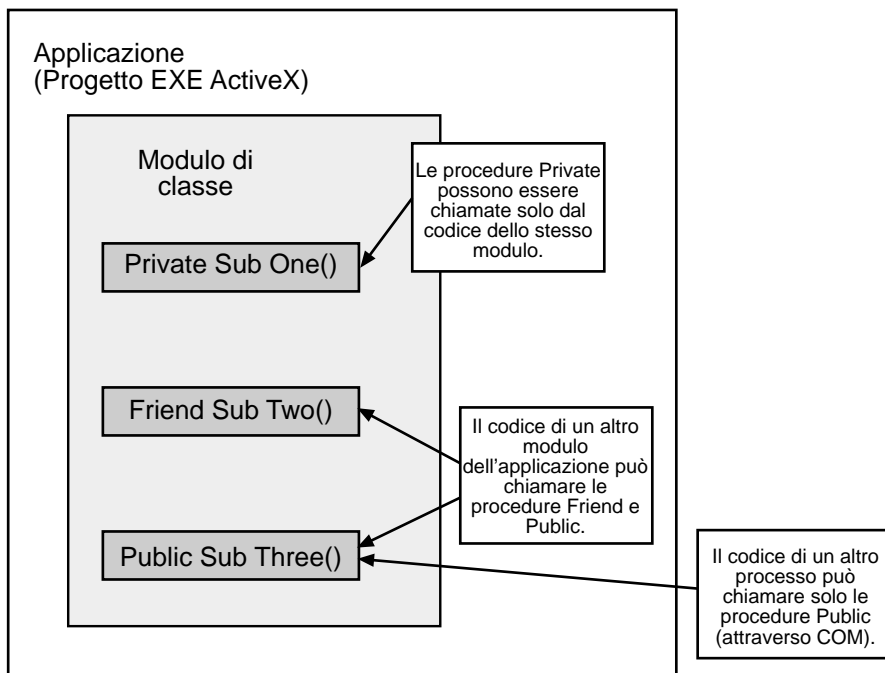 Applicazione
(Progetto EXE ActiveX)
Modulo di
classe
Le procedure Private
possono essere
chiamate solo dal
codice dello stesso
modulo.
Private Sub One()
Friend Sub Two()
Il codice di un altro
modulo
dell’applicazione può
chiamare le
procedure Friend e
Public.
Public Sub Three()
Il codice di un altro
processo può
chiamare solo le
procedure Public
(attraverso COM).